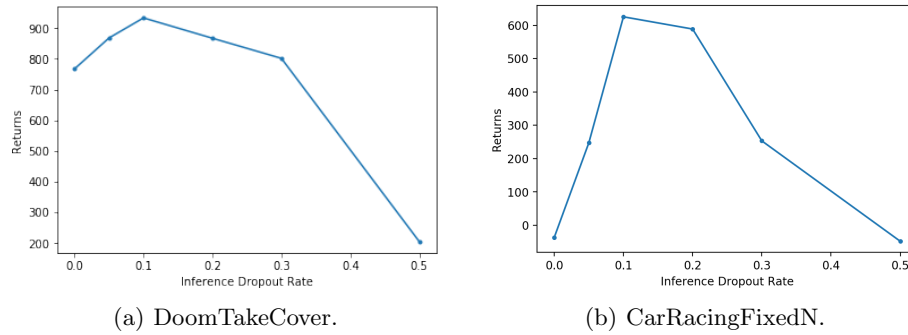 900
800
700
600
500
400
300
200
Returns
0.0 0.1 0.2 0.3 0.4 0.5
Inference Dropout Rate
(a) DoomTakeCover.
600
500
400
300
200
100
0
Returns
0.0 0.1 0.2 0.3 0.4 0.5
Inference Dropout Rate
(b) CarRacingFixedN.